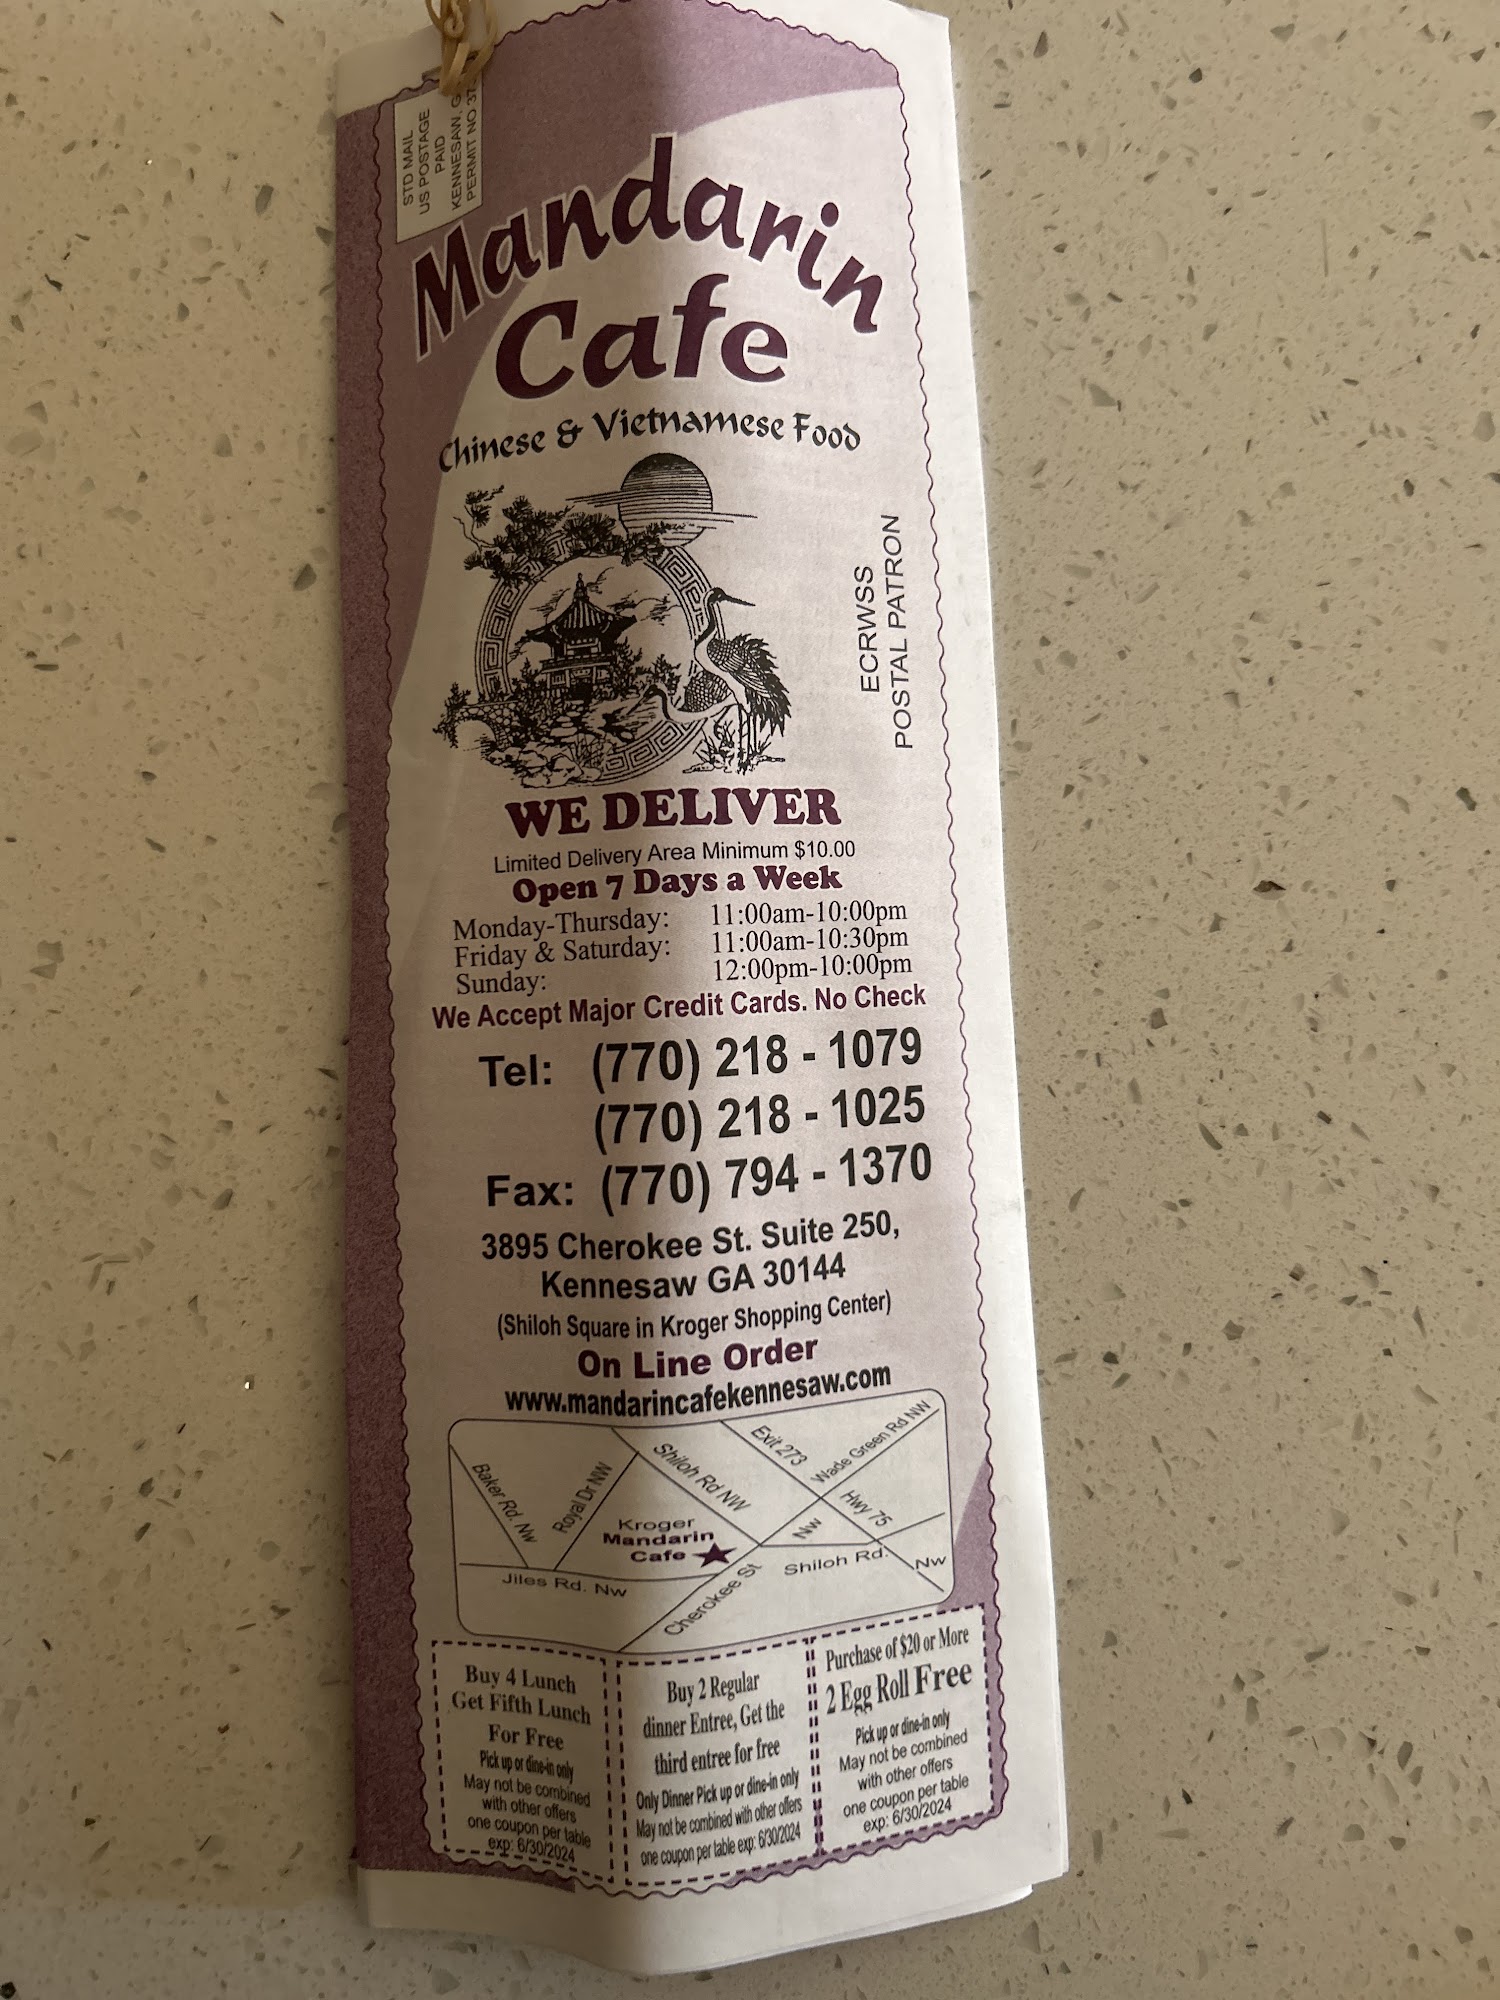 STD MAIL
US POSTAGE
PAID
KENNESAW, G
PERMIT NO 37
Mandarin
Cafe
Chinese & Vietnamese Food
ECRWSS
POSTAL PATRON
WE DELIVER
Limited Delivery Area Minimum $10.00
Open 7 Days a Week
Monday-Thursday: 11:00am-10:00pm
Friday & Saturday: 11:00am-10:30pm
Sunday: 12:00pm-10:00pm
We Accept Major Credit Cards. No Check
Tel: (770) 218 - 1079
(770) 218 - 1025
Fax: (770) 794 - 1370
3895 Cherokee St. Suite 250,
Kennesaw GA 30144
(Shiloh Square in Kroger Shopping Center)
On Line Order
www.mandarincafekennesaw.com
Baker Rd. Nw
Royal Dr NW
Shiloh Rd NW
Exit 273
Wade Green Rd NW
Hwy 75
Nw
Kroger
Mandarin
Cafe
Jiles Rd. Nw
Cherokee St
Shiloh Rd.
Nw
Buy 4 Lunch
Get Fifth Lunch
For Free
Pick up or dine-in only
May not be combined
with other offers
one coupon per table
exp: 6/30/2024
Buy 2 Regular
dinner Entree, Get the
third entree for free
Only Dinner Pick up or dine-in only
May not be combined with other offers
one coupon per table exp: 6/30/2024
Purchase of $20 or More
2 Egg Roll Free
Pick up or dine-in only
May not be combined
with other offers
one coupon per table
exp: 6/30/2024